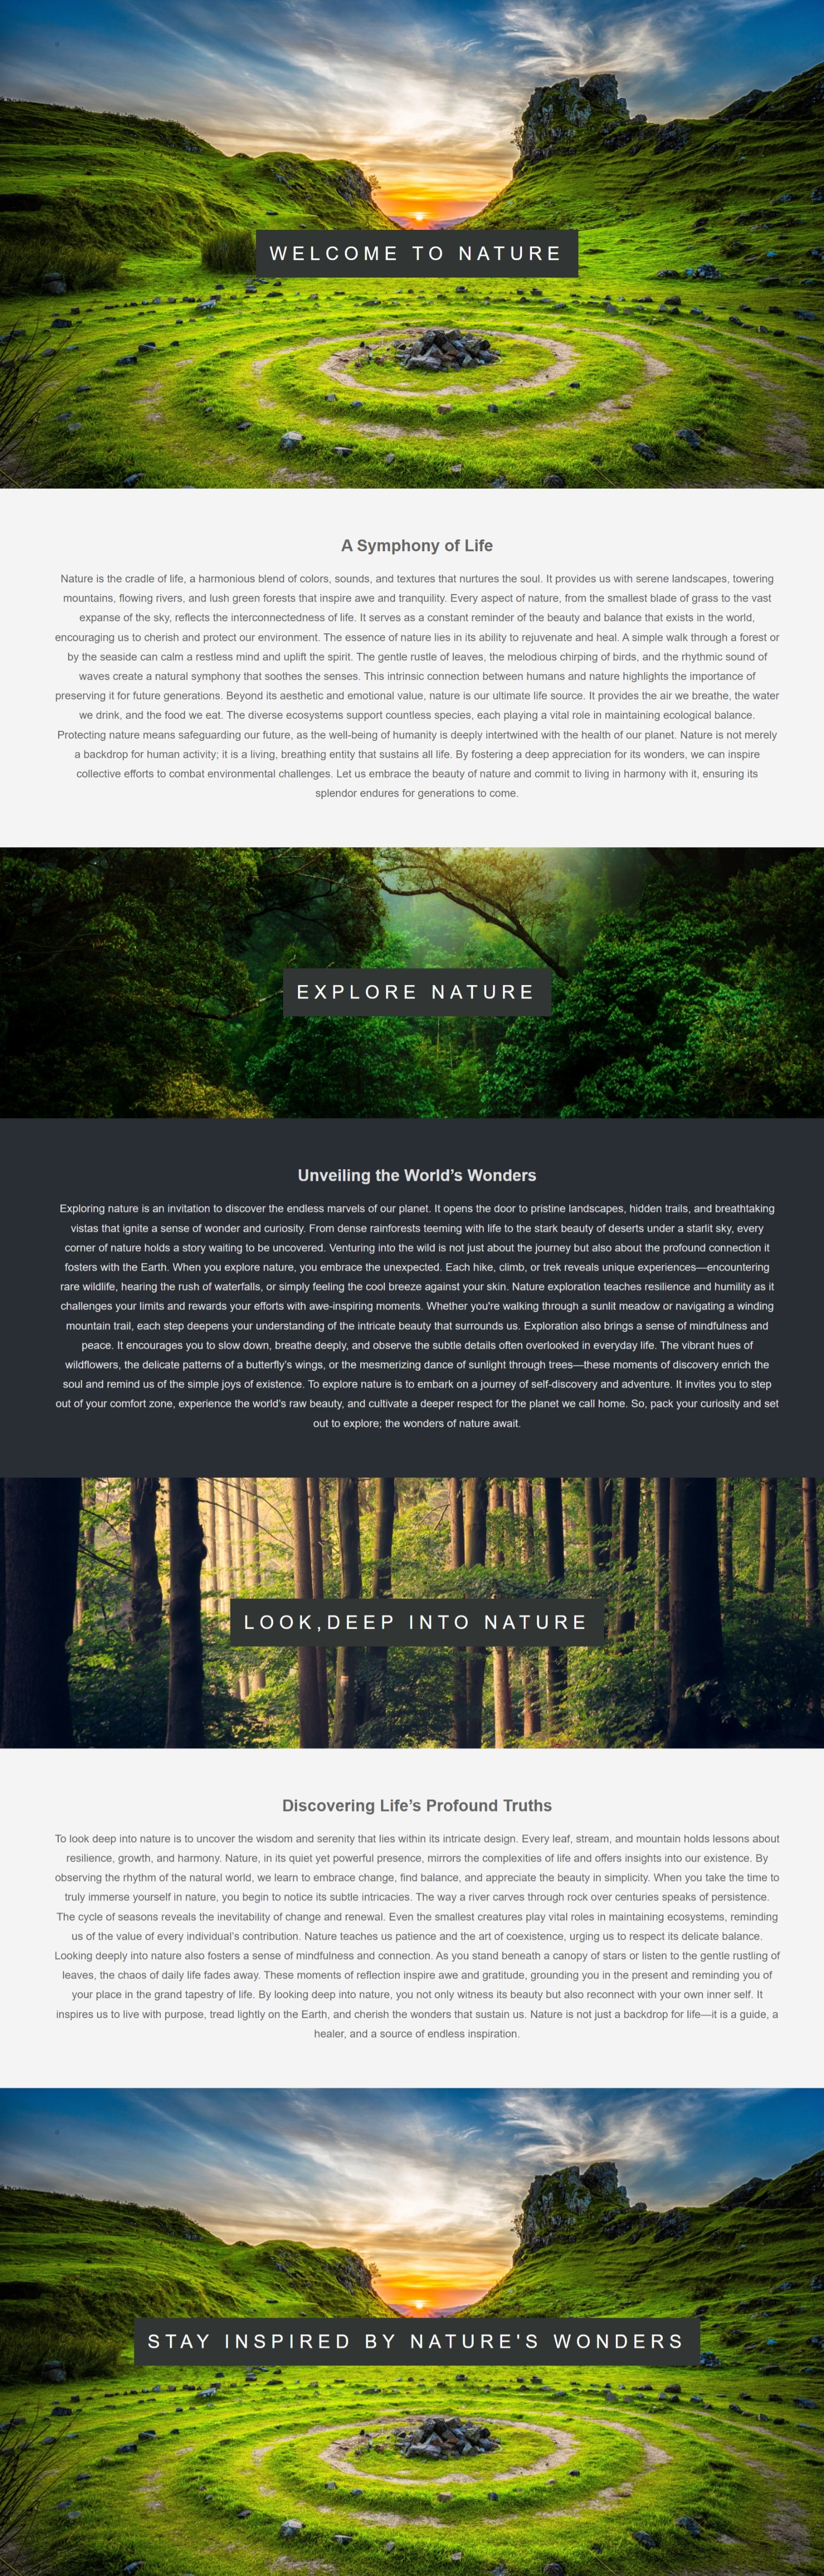 WELCOME TO NATURE
A Symphony of Life
Nature is the cradle of life, a harmonious blend of colors, sounds, and textures that nurtures the soul. It provides us with serene landscapes, towering
mountains, flowing rivers, and lush green forests that inspire awe and tranquility. Every aspect of nature, from the smallest blade of grass to the vast
expanse of the sky, reflects the interconnectedness of life. It serves as a constant reminder of the beauty and balance that exists in the world,
encouraging us to cherish and protect our environment. The essence of nature lies in its ability to rejuvenate and heal. A simple walk through a forest or
by the seaside can calm a restless mind and uplift the spirit. The gentle rustle of leaves, the melodious chirping of birds, and the rhythmic sound of
waves create a natural symphony that soothes the senses. This intrinsic connection between humans and nature highlights the importance of
preserving it for future generations. Beyond its aesthetic and emotional value, nature is our ultimate life source. It provides the air we breathe, the water
we drink, and the food we eat. The diverse ecosystems support countless species, each playing a vital role in maintaining ecological balance.
Protecting nature means safeguarding our future, as the well-being of humanity is deeply intertwined with the health of our planet. Nature is not merely
a backdrop for human activity; it is a living, breathing entity that sustains all life. By fostering a deep appreciation for its wonders, we can inspire
collective efforts to combat environmental challenges. Let us embrace the beauty of nature and commit to living in harmony with it, ensuring its
splendor endures for generations to come.
EXPLORE NATURE
Unveiling the World’s Wonders
Exploring nature is an invitation to discover the endless marvels of our planet. It opens the door to pristine landscapes, hidden trails, and breathtaking
vistas that ignite a sense of wonder and curiosity. From dense rainforests teeming with life to the stark beauty of deserts under a starlit sky, every
corner of nature holds a story waiting to be uncovered. Venturing into the wild is not just about the journey but also about the profound connection it
fosters with the Earth. When you explore nature, you embrace the unexpected. Each hike, climb, or trek reveals unique experiences—encountering
rare wildlife, hearing the rush of waterfalls, or simply feeling the cool breeze against your skin. Nature exploration teaches resilience and humility as it
challenges your limits and rewards your efforts with awe-inspiring moments. Whether you're walking through a sunlit meadow or navigating a winding
mountain trail, each step deepens your understanding of the intricate beauty that surrounds us. Exploration also brings a sense of mindfulness and
peace. It encourages you to slow down, breathe deeply, and observe the subtle details often overlooked in everyday life. The vibrant hues of
wildflowers, the delicate patterns of a butterfly’s wings, or the mesmerizing dance of sunlight through trees—these moments of discovery enrich the
soul and remind us of the simple joys of existence. To explore nature is to embark on a journey of self-discovery and adventure. It invites you to step
out of your comfort zone, experience the world’s raw beauty, and cultivate a deeper respect for the planet we call home. So, pack your curiosity and set
out to explore; the wonders of nature await.
LOOK,DEEP INTO NATURE
Discovering Life’s Profound Truths
To look deep into nature is to uncover the wisdom and serenity that lies within its intricate design. Every leaf, stream, and mountain holds lessons about
resilience, growth, and harmony. Nature, in its quiet yet powerful presence, mirrors the complexities of life and offers insights into our existence. By
observing the rhythm of the natural world, we learn to embrace change, find balance, and appreciate the beauty in simplicity. When you take the time to
truly immerse yourself in nature, you begin to notice its subtle intricacies. The way a river carves through rock over centuries speaks of persistence.
The cycle of seasons reveals the inevitability of change and renewal. Even the smallest creatures play vital roles in maintaining ecosystems, reminding
us of the value of every individual’s contribution. Nature teaches us patience and the art of coexistence, urging us to respect its delicate balance.
Looking deeply into nature also fosters a sense of mindfulness and connection. As you stand beneath a canopy of stars or listen to the gentle rustling of
leaves, the chaos of daily life fades away. These moments of reflection inspire awe and gratitude, grounding you in the present and reminding you of
your place in the grand tapestry of life. By looking deep into nature, you not only witness its beauty but also reconnect with your own inner self. It
inspires us to live with purpose, tread lightly on the Earth, and cherish the wonders that sustain us. Nature is not just a backdrop for life—it is a guide, a
healer, and a source of endless inspiration.
STAY INSPIRED BY NATURE'S WONDERS